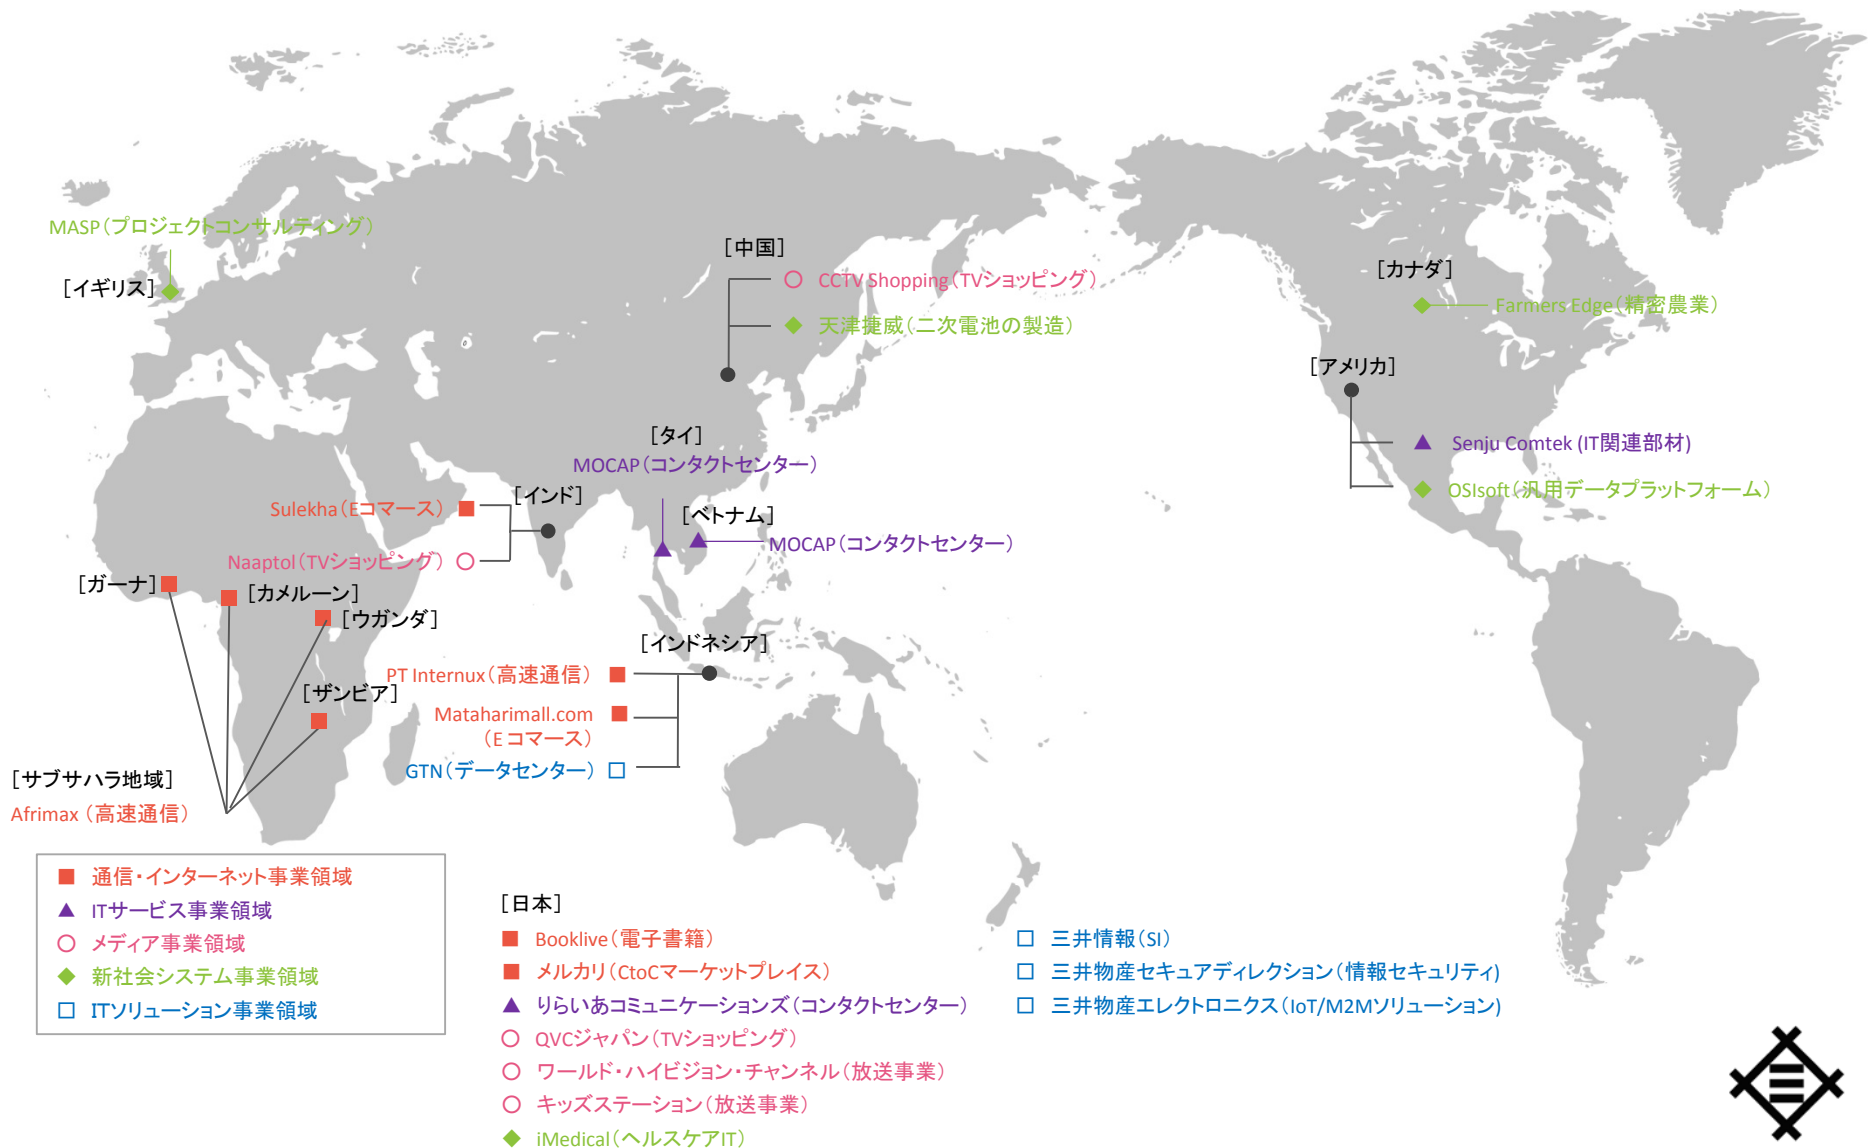 MASP(プロジェクトコンサルティング)
[イギリス]
[中国]
CCTV Shopping(TVショッピング)
天津捷威(二次電池の製造)
[カナダ]
Farmers Edge(精密農業)
[アメリカ]
Senju Comtek (IT関連部材)
OSIsoft(汎用データプラットフォーム)
[タイ]
MOCAP(コンタクトセンター)
[インド]
Sulekha(Eコマース)
Naaptol(TVショッピング)
[ベトナム]
MOCAP(コンタクトセンター)
[ガーナ]
[カメルーン]
[ウガンダ]
[ザンビア]
[インドネシア]
PT Internux(高速通信)
Mataharimall.com
(E コマース)
GTN(データセンター)
[サブサハラ地域]
Afrimax (高速通信)
通信・インターネット事業領域
ITサービス事業領域
メディア事業領域
新社会システム事業領域
ITソリューション事業領域
[日本]
Booklive(電子書籍)
メルカリ(CtoCマーケットプレイス)
りらいあコミュニケーションズ(コンタクトセンター)
QVCジャパン(TVショッピング)
ワールド・ハイビジョン・チャンネル(放送事業)
キッズステーション(放送事業)
iMedical(ヘルスケアIT)
三井情報(SI)
三井物産セキュアディレクション(情報セキュリティ)
三井物産エレクトロニクス(IoT/M2Mソリューション)